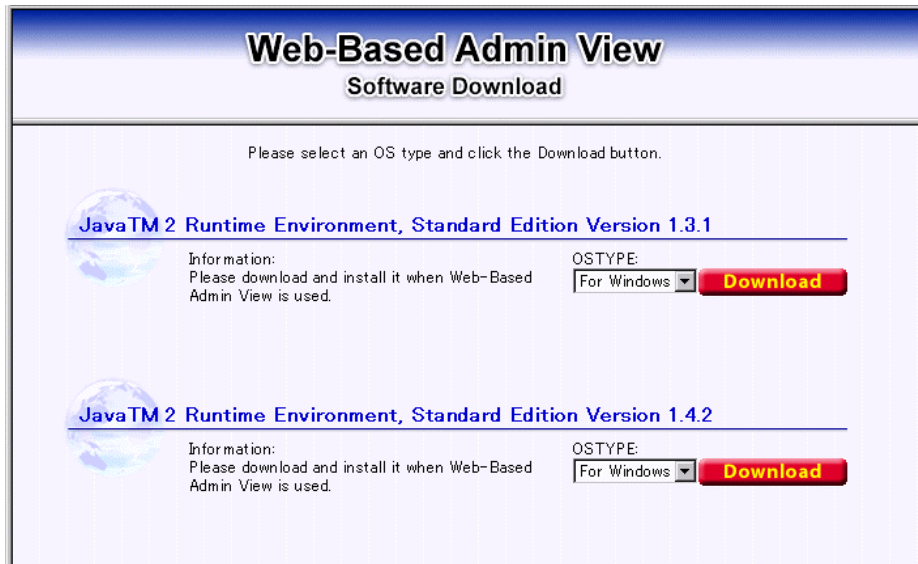 Web-Based Admin View
Software Download
Please select an OS type and click the Download button.
JavaTM 2 Runtime Environment, Standard Edition Version 1.3.1
Information:
Please download and install it when Web-Based
Admin View is used.
OSTYPE:
For Windows
Download
JavaTM 2 Runtime Environment, Standard Edition Version 1.4.2
Information:
Please download and install it when Web-Based
Admin View is used.
OSTYPE:
For Windows
Download